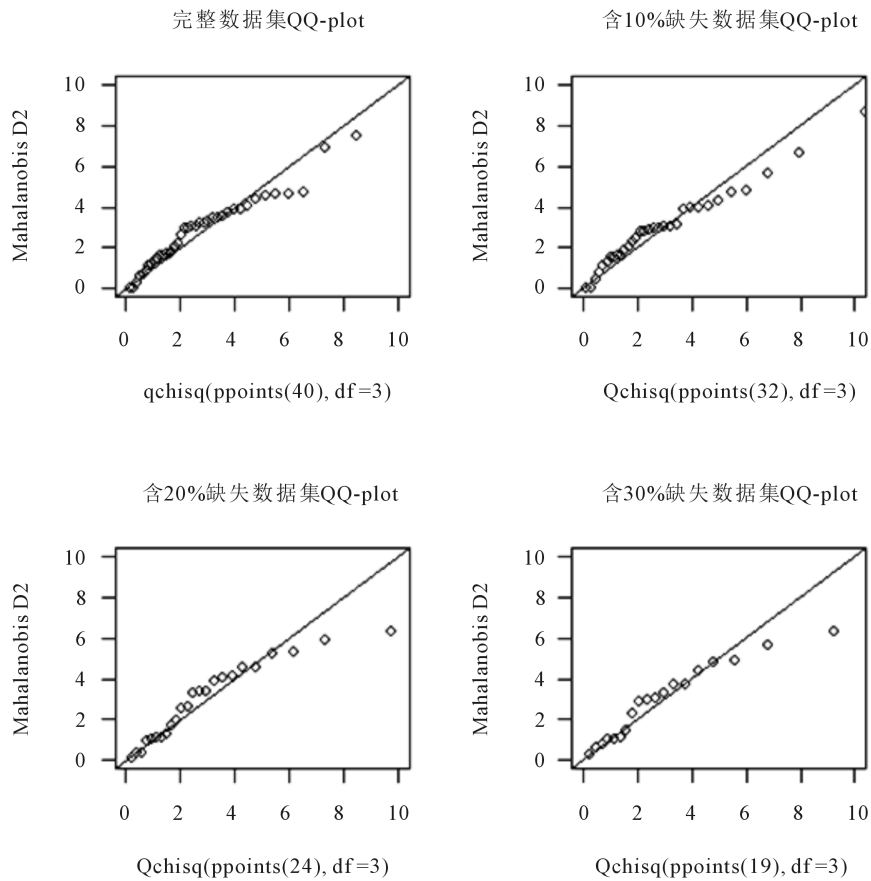 完整数据集QQ-plot
10
8
6
4
2
0
Mahalanobis D2
0 2 4 6 8 10
qchisq(ppoints(40), df=3)
含10%缺失数据集QQ-plot
10
8
6
4
2
0
Mahalanobis D2
0 2 4 6 8 10
Qchisq(ppoints(32), df=3)
含20%缺失数据集QQ-plot
10
8
6
4
2
0
Mahalanobis D2
0 2 4 6 8 10
Qchisq(ppoints(24), df=3)
含30%缺失数据集QQ-plot
10
8
6
4
2
0
Mahalanobis D2
0 2 4 6 8 10
Qchisq(ppoints(19), df=3)